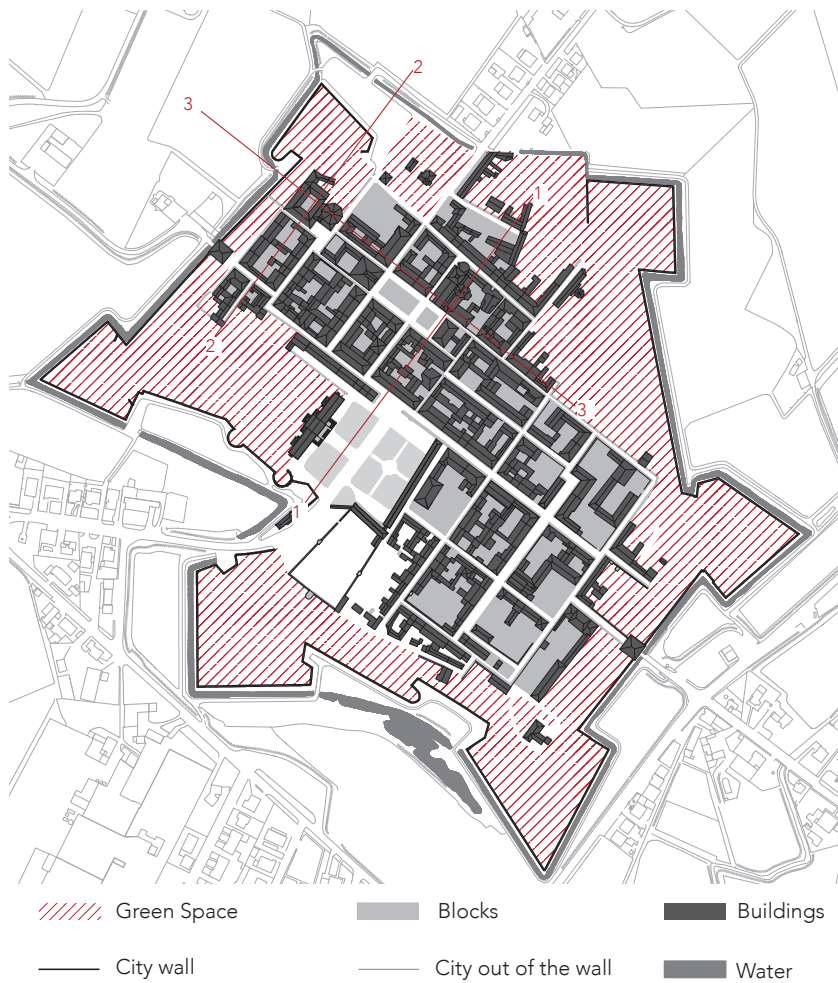 2
3
1
2
3
1
Green Space
Blocks
Buildings
City wall
City out of the wall
Water